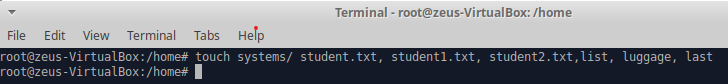 Terminal - root@zeus-VirtualBox: /home
File Edit View Terminal Tabs Help
root@zeus-VirtualBox:/home# touch systems/ student.txt, student1.txt, student2.txt,list, luggage, last
root@zeus-VirtualBox:/home#